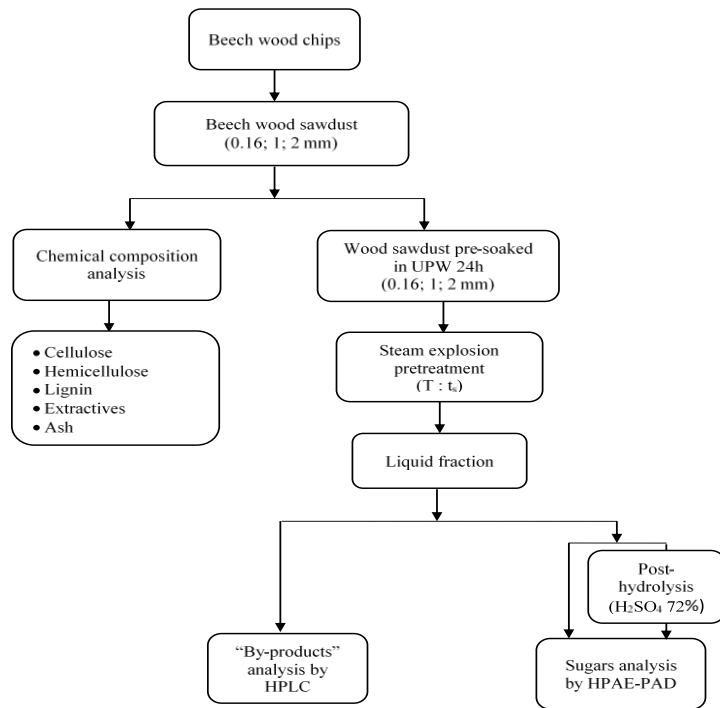 Beech wood chips
Beech wood sawdust
(0.16; 1; 2 mm)
Chemical composition
analysis
Wood sawdust pre-soaked
in UPW 24h
(0.16; 1; 2 mm)
• Cellulose
• Hemicellulose
• Lignin
• Extractives
• Ash
Steam explosion
pretreatment
(T : tₛ)
Liquid fraction
Post-
hydrolysis
(H₂SO₄ 72%)
“By-products”
analysis by
HPLC
Sugars analysis
by HPAE-PAD